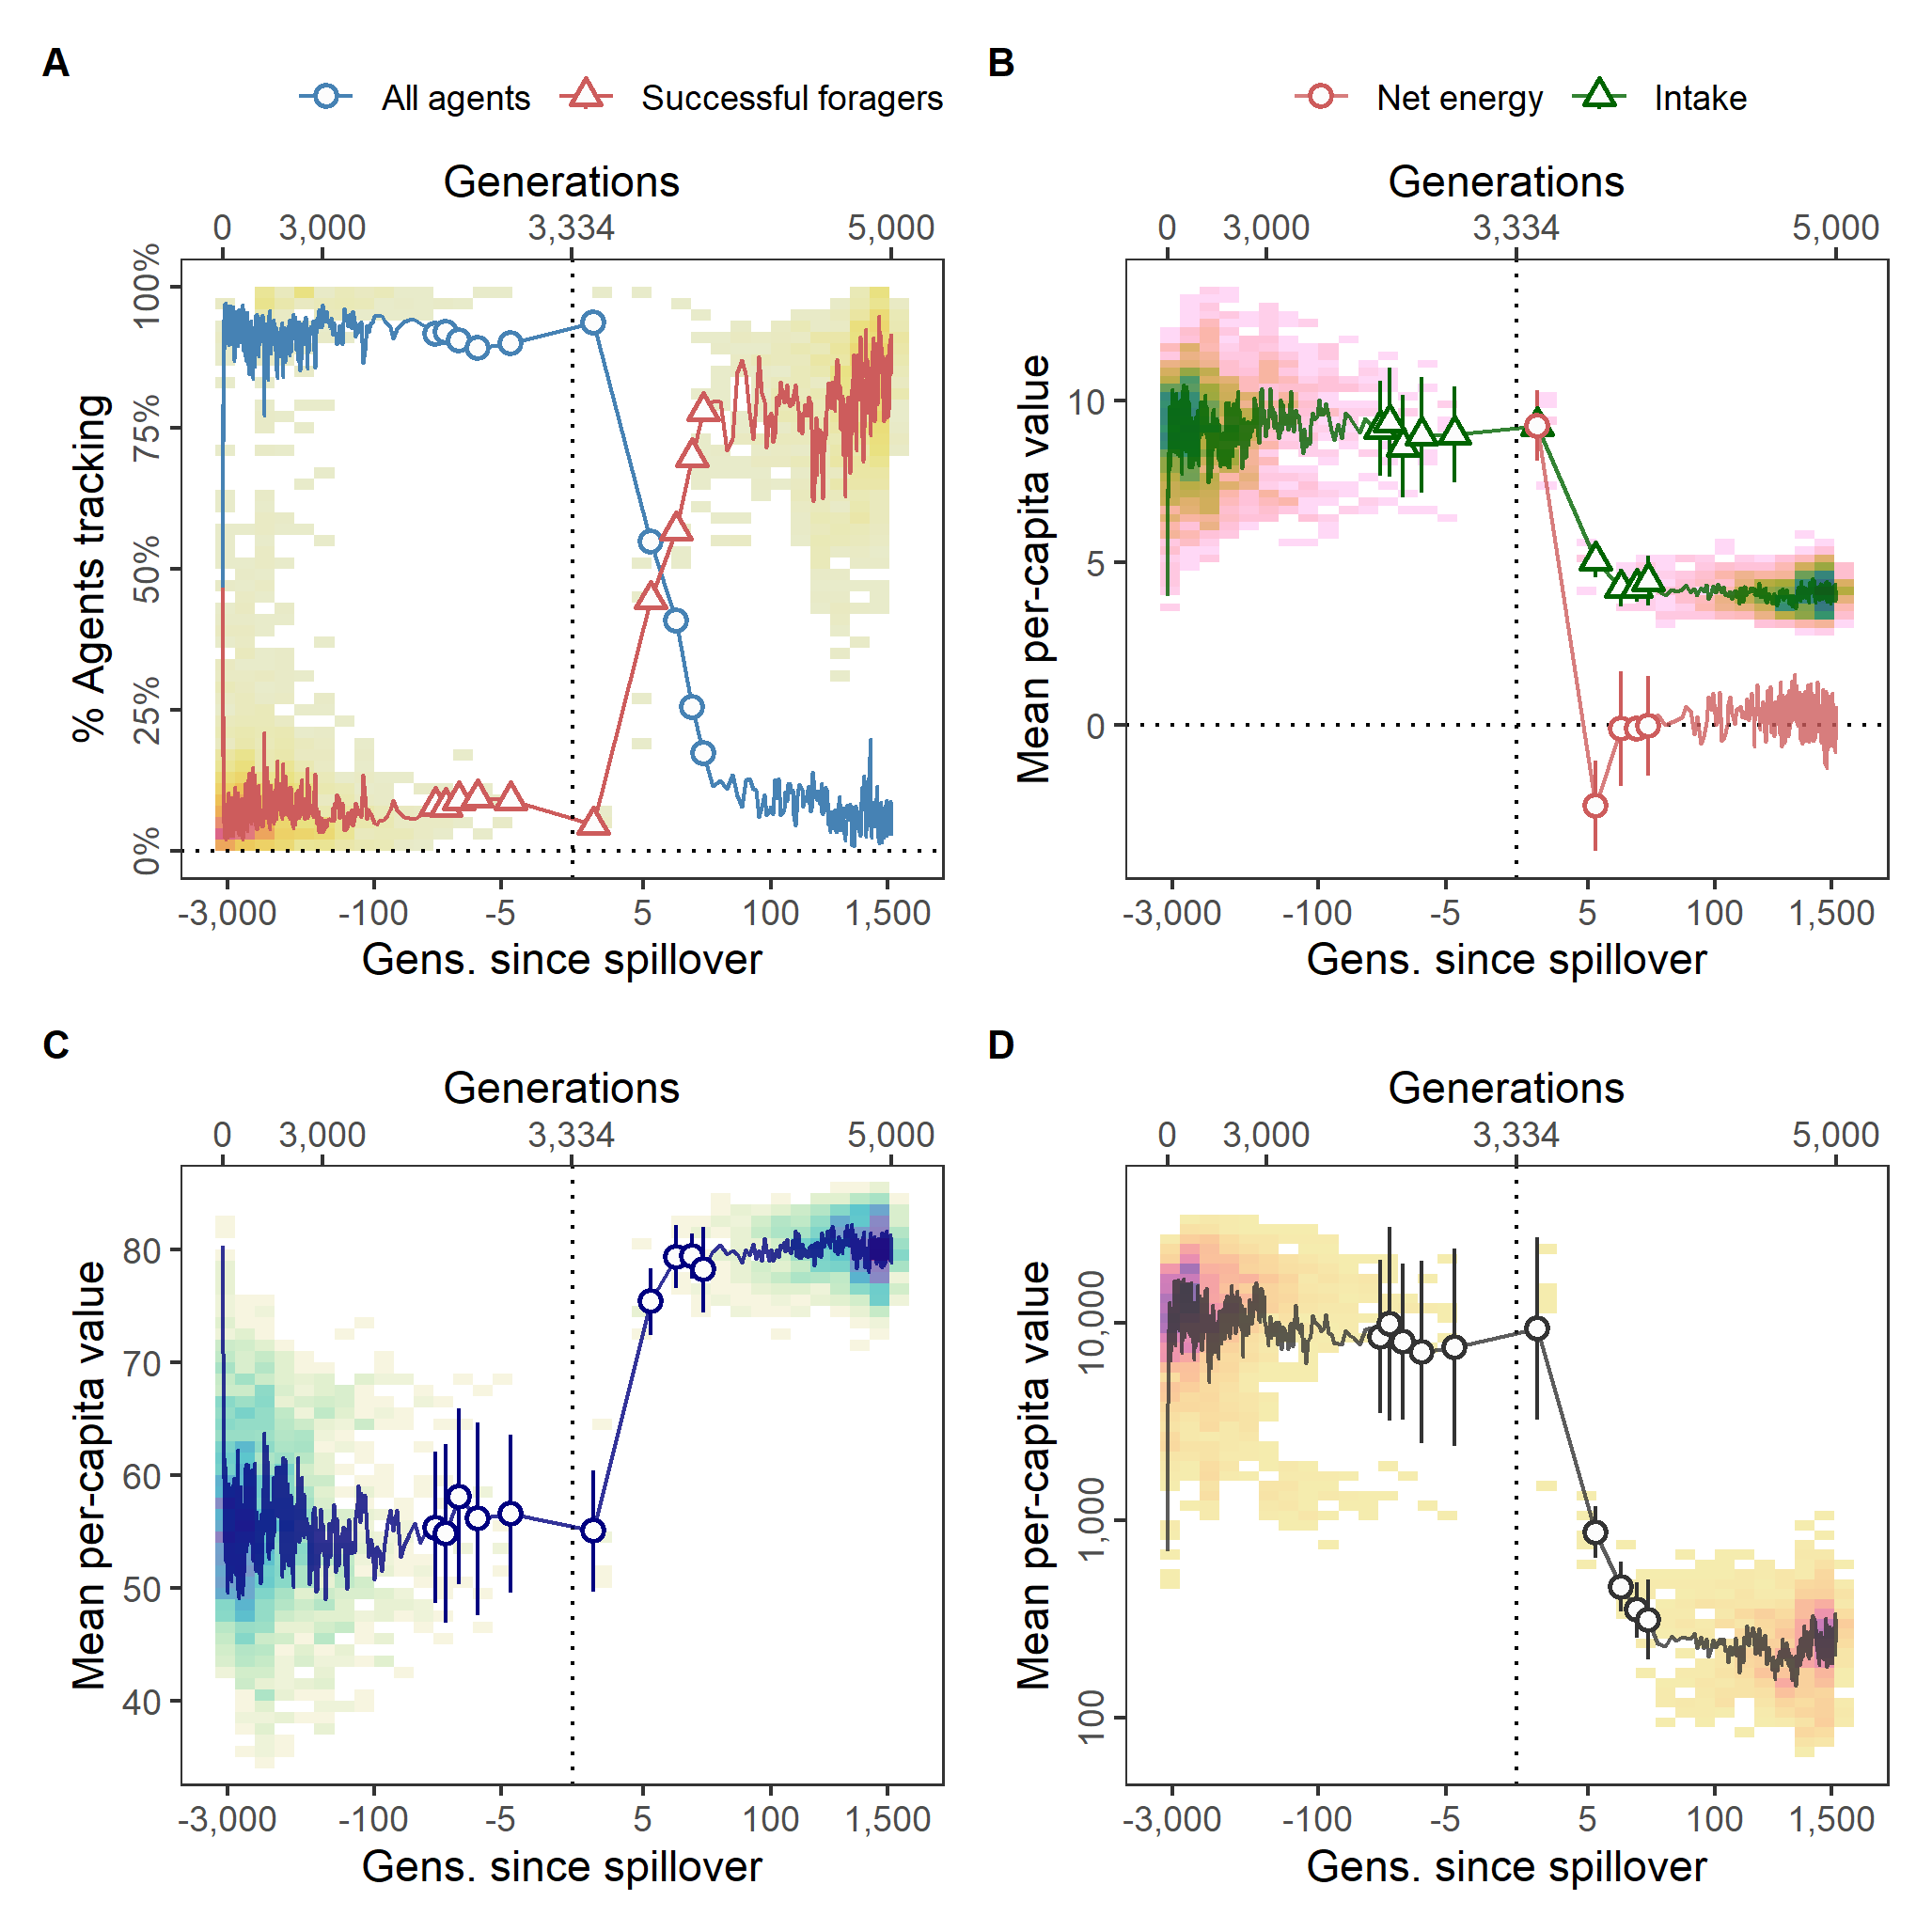 A
All agents
Successful foragers
Generations
0 3,000 3,334 5,000
% Agents tracking
100%
75%
50%
25%
0%
-3,000 -100 -5 5 100 1,500
Gens. since spillover
B
Net energy
Intake
Generations
0 3,000 3,334 5,000
Mean per-capita value
10
5
0
-3,000 -100 -5 5 100 1,500
Gens. since spillover
C
Generations
0 3,000 3,334 5,000
Mean per-capita value
80
70
60
50
40
-3,000 -100 -5 5 100 1,500
Gens. since spillover
D
Generations
0 3,000 3,334 5,000
Mean per-capita value
10,000
1,000
100
-3,000 -100 -5 5 100 1,500
Gens. since spillover